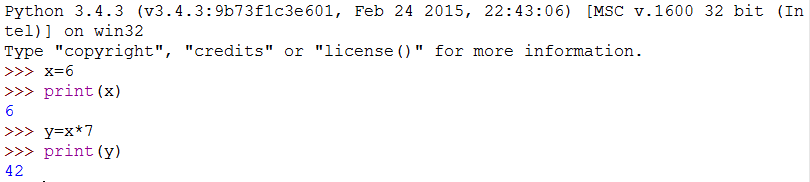 Python 3.4.3 (v3.4.3:9b73f1c3e601, Feb 24 2015, 22:43:06) [MSC v.1600 32 bit (In
tel)] on win32
Type "copyright", "credits" or "license()" for more information.
>>> x=6
>>> print(x)
6
>>> y=x*7
>>> print(y)
42